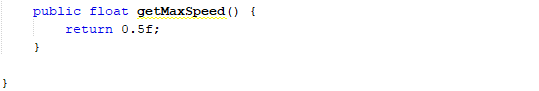 public float getMaxSpeed() {
return 0.5f;
}
}